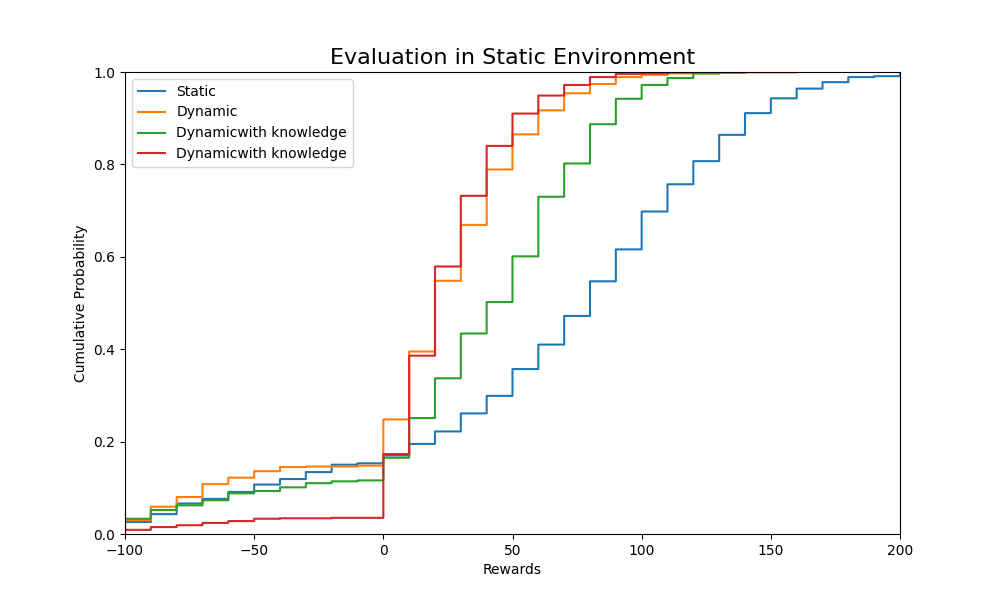 Evaluation in Static Environment
Static
Dynamic
Dynamicwith knowledge
Dynamicwith knowledge
Cumulative Probability
1.0
0.8
0.6
0.4
0.2
0.0
−100
−50
0
50
100
150
200
Rewards